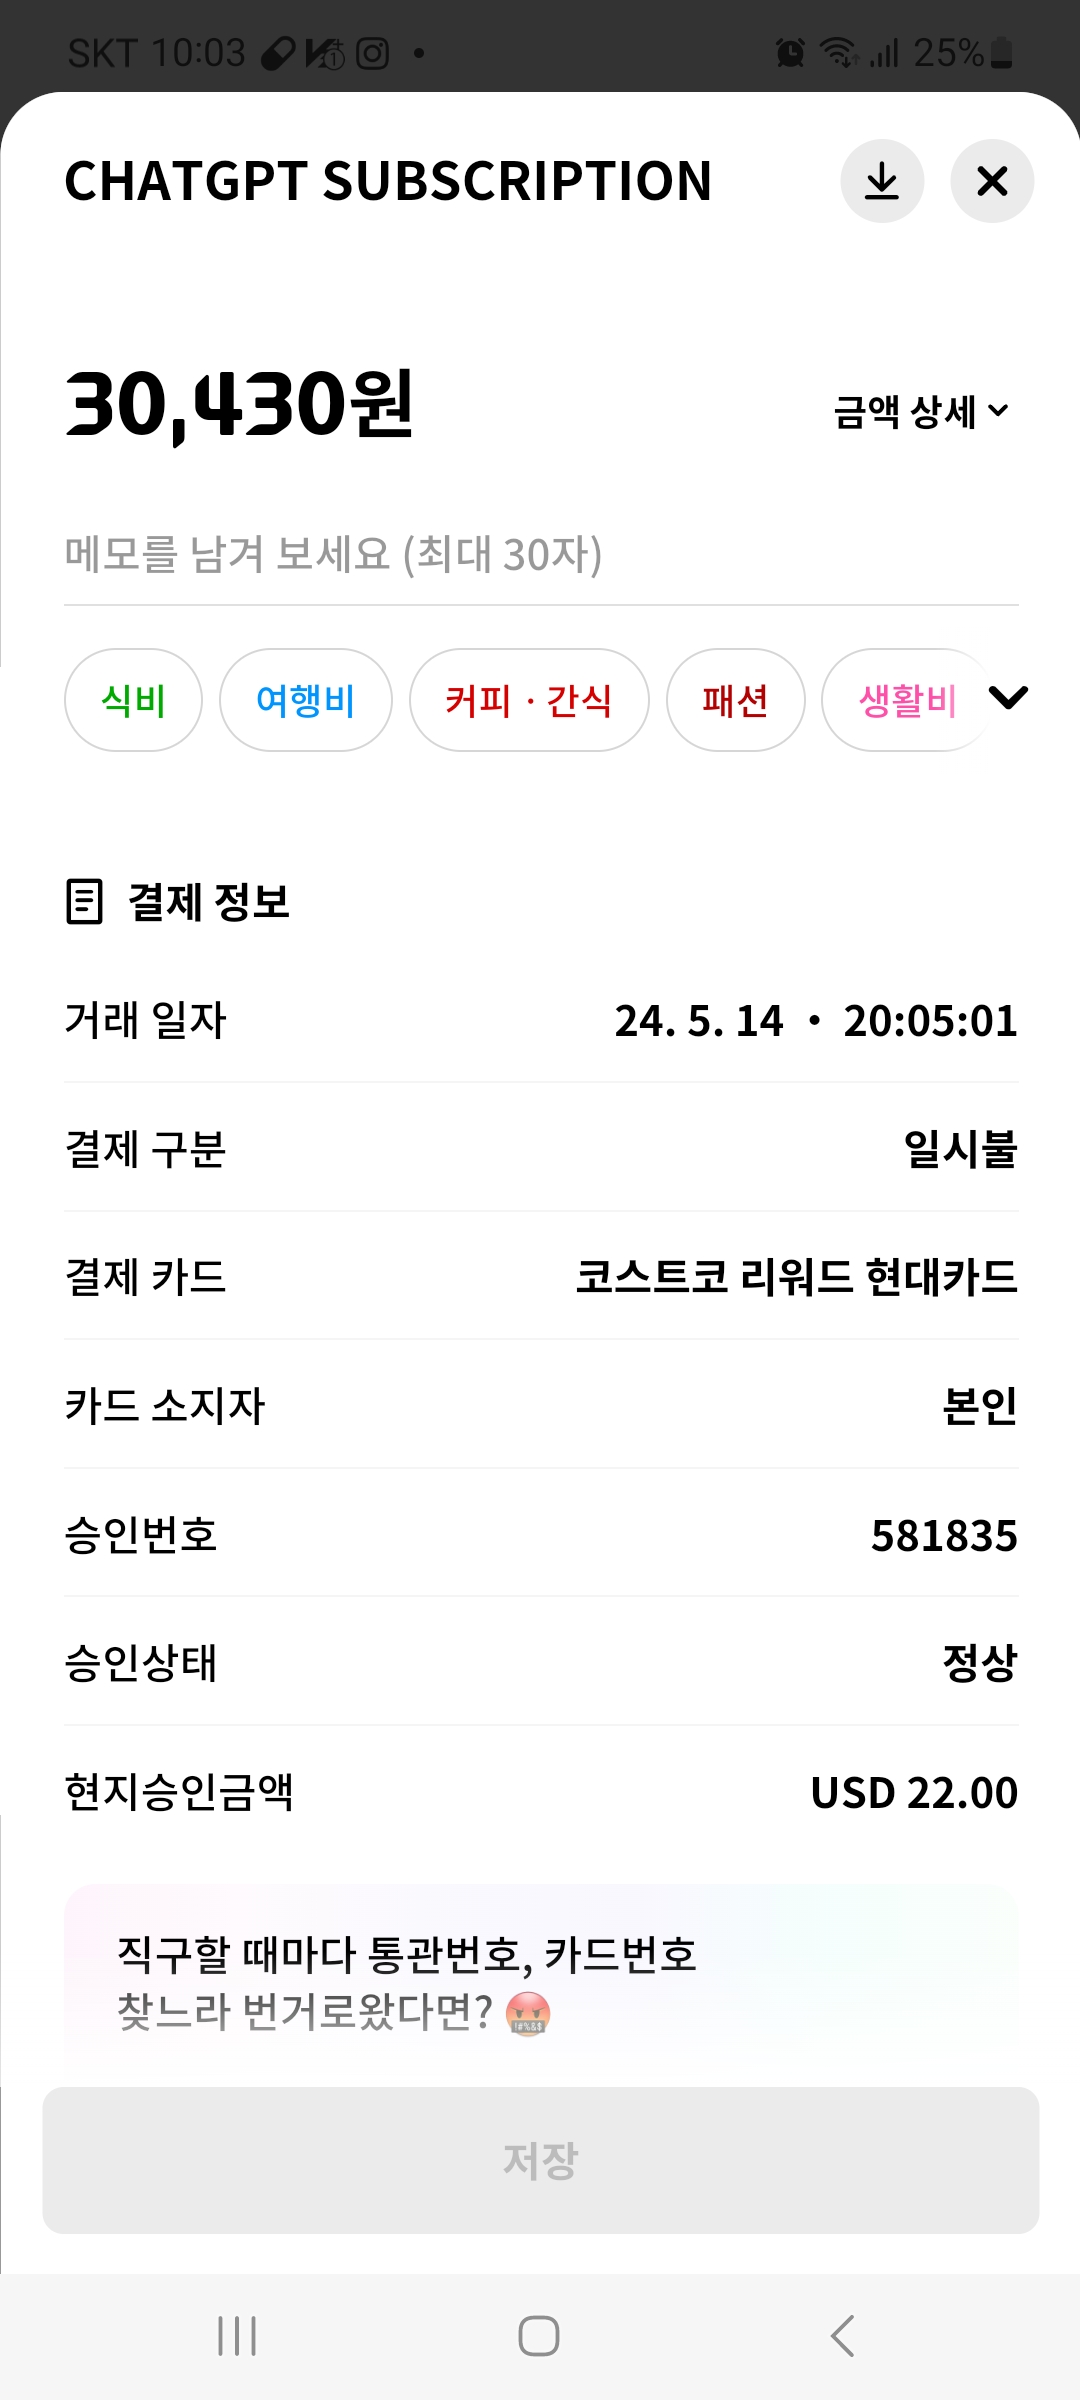 SKT 10:03
25%
CHATGPT SUBSCRIPTION
30,430원
금액 상세
메모를 남겨 보세요 (최대 30자)
식비 여행비 커피 · 간식 패션 생활비
결제 정보
거래 일자 24. 5. 14 · 20:05:01
결제 구분 일시불
결제 카드 코스트코 리워드 현대카드
카드 소지자 본인
승인번호 581835
승인상태 정상
현지승인금액 USD 22.00
직구할 때마다 통관번호, 카드번호
찾느라 번거로왔다면? 🤬
저장